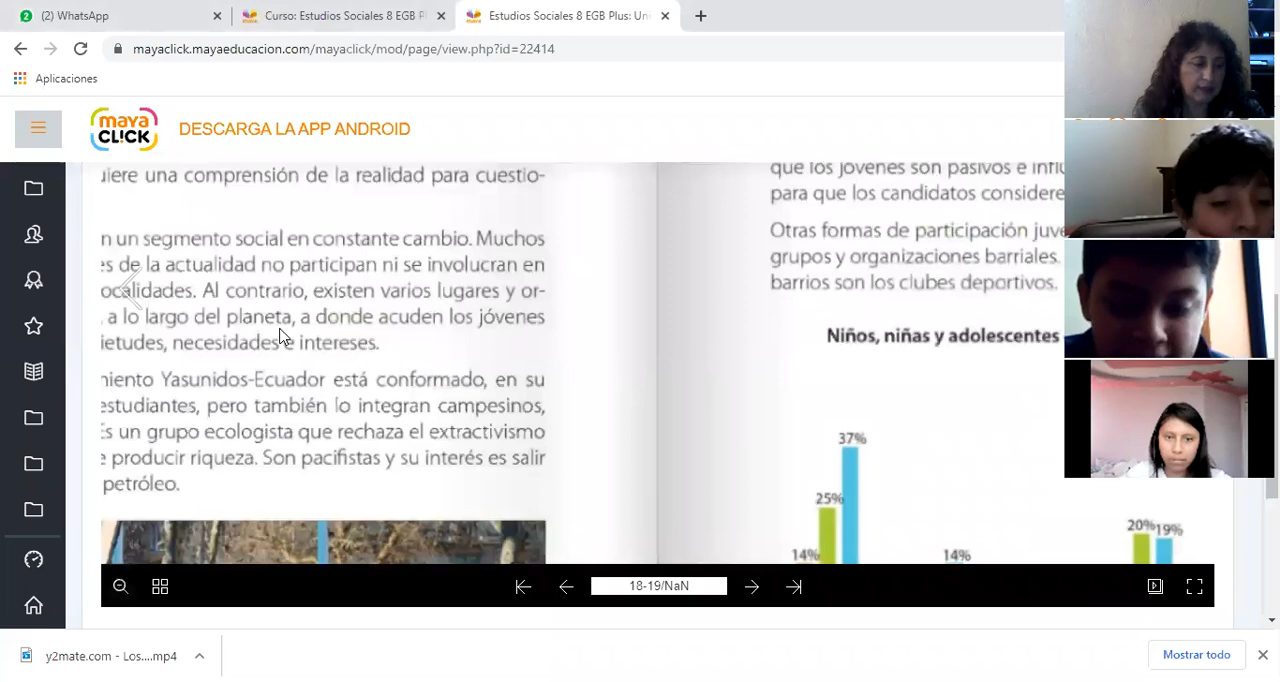 WhatsApp
Curso: Estudios Sociales 8 EGB Pl
Estudios Sociales 8 EGB Plus: Un
mayaclick.mayaeducacion.com/mayaclick/mod/page/view.php?id=22414
Aplicaciones
maya
CLICK
DESCARGA LA APP ANDROID
uiere una comprensión de la realidad para cuestio-
n un segmento social en constante cambio. Muchos
es de la actualidad no participan ni se involucran en
ocalidades. Al contrario, existen varios lugares y or-
, a lo largo del planeta, a donde acuden los jóvenes
ietudes, necesidades e intereses.
niento Yasunidos-Ecuador está conformado, en su
estudiantes, pero también lo integran campesinos,
Es un grupo ecologista que rechaza el extractivismo
e producir riqueza. Son pacifistas y su interés es salir
petróleo.
que los jóvenes son pasivos e influ
para que los candidatos considere
Otras formas de participación juve
grupos y organizaciones barriales.
barrios son los clubes deportivos.
Niños, niñas y adolescentes
37%
25%
14%
14%
20%
19%
18-19/NaN
y2mate.com - Los....mp4
Mostrar todo